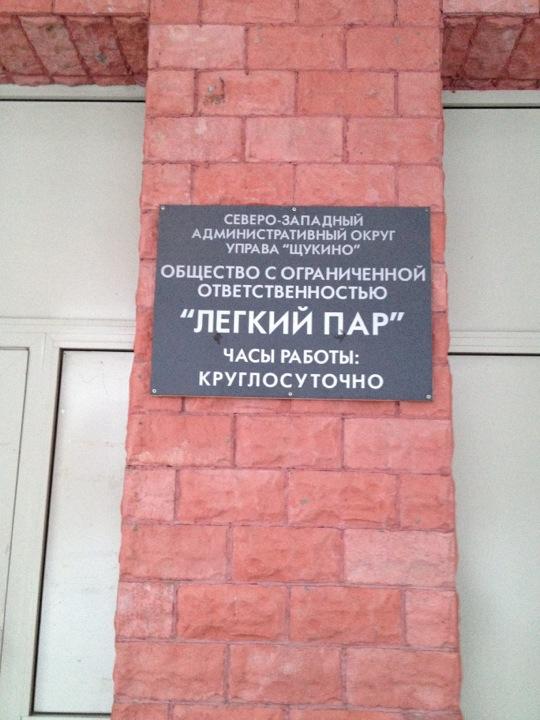 СЕВЕРО-ЗАПАДНЫЙ
АДМИНИСТРАТИВНЫЙ ОКРУГ
УПРАВА "ЩУКИНО"
ОБЩЕСТВО С ОГРАНИЧЕННОЙ
ОТВЕТСТВЕННОСТЬЮ
"ЛЕГКИЙ ПАР"
ЧАСЫ РАБОТЫ:
КРУГЛОСУТОЧНО